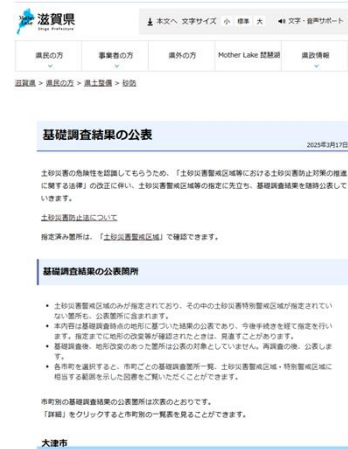 滋賀県
Shiga Prefecture
本文へ 文字サイズ 小 標準 大 文字・音声サポート
県民の方 事業者の方 県外の方 Mother Lake 琵琶湖 県政情報
滋賀県 > 県民の方 > 県土整備 > 砂防
基礎調査結果の公表
2025年3月17日
土砂災害の危険性を認識してもらうため、「土砂災害警戒区域等における土砂災害防止対策の推進
に関する法律」の改正に伴い、土砂災害警戒区域等の指定に先立ち、基礎調査結果を随時公表して
いきます。
土砂災害防止法について
指定済み箇所は、「土砂災害警戒区域」で確認できます。
基礎調査結果の公表箇所
土砂災害警戒区域のみが指定されており、その中の土砂災害特別警戒区域が指定されてい
ない箇所も、公表箇所に含まれます。
本内容は基礎調査時点の地形に基づいた結果の公表であり、今後手続きを経て指定を行い
ます。指定までに地形の改変等が確認されたときは、見直すことがあります。
基礎調査後、地形改変のあった箇所は公表の対象としていません。再調査の後、公表しま
す。
各市町を選択すると、市町ごとの基礎調査箇所一覧、土砂災害警戒区域・特別警戒区域に
相当する範囲を示した図書をご覧いただくことができます。
市町別の基礎調査結果の公表箇所は次表のとおりです。
「詳細」をクリックすると市町別の一覧表を見ることができます。
大津市